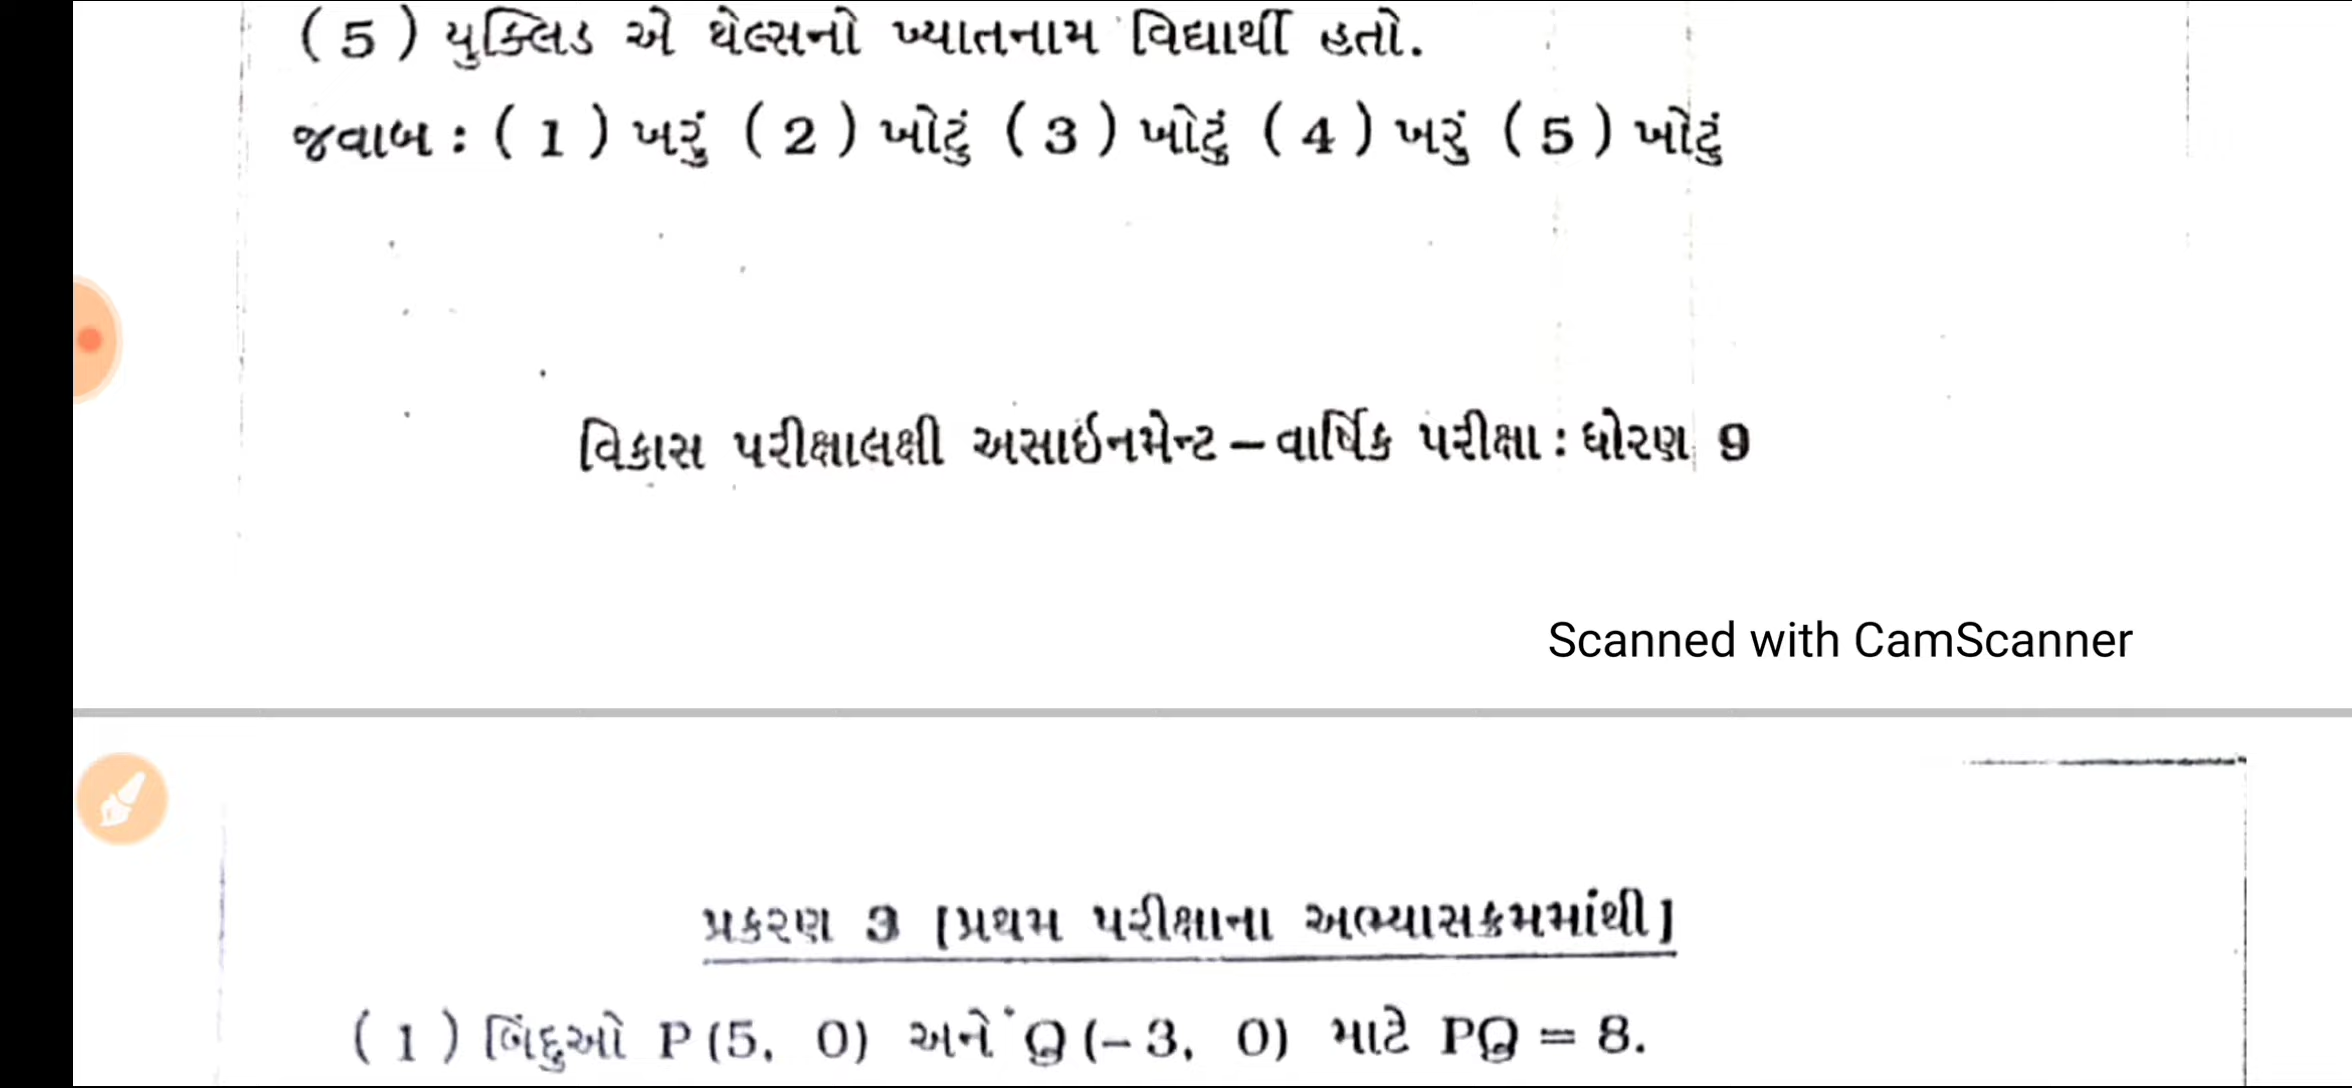 ( 5 ) યુક્લિડ એ થેલ્સનો ખ્યાતનામ વિદ્યાર્થી હતો.
જવાબ : ( 1 ) ખરું ( 2 ) ખોટું ( 3 ) ખોટું ( 4 ) ખરું ( 5 ) ખોટું
વિકાસ પરીક્ષાલક્ષી અસાઇનમેન્ટ – વાર્ષિક પરીક્ષા : ધોરણ 9
Scanned with CamScanner
પ્રકરણ 3 [પ્રથમ પરીક્ષાના અભ્યાસક્રમમાંથી]
( 1 ) બિંદુઓ P (5, 0) અને Q (– 3, 0) માટે PQ = 8.